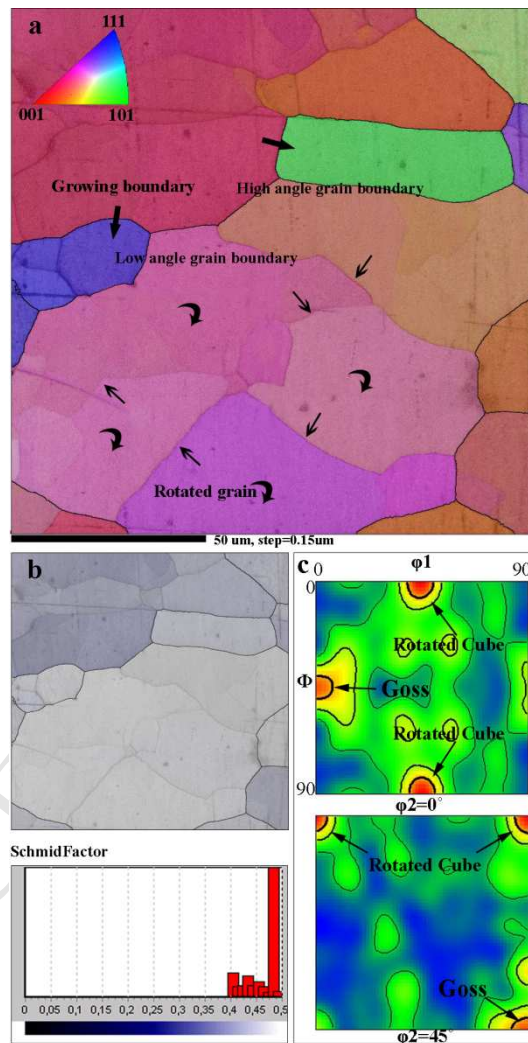 a
111
001
101
Growing boundary
High angle grain boundary
Low angle grain boundary
Rotated grain
50 um, step=0.15um
b
SchmidFactor
0 0,05 0,1 0,15 0,2 0,25 0,3 0,35 0,4 0,45 0,5
c
φ1
0 90
0
Rotated Cube
Φ
Goss
Rotated Cube
90
φ2=0°
Rotated Cube
Goss
φ2=45°